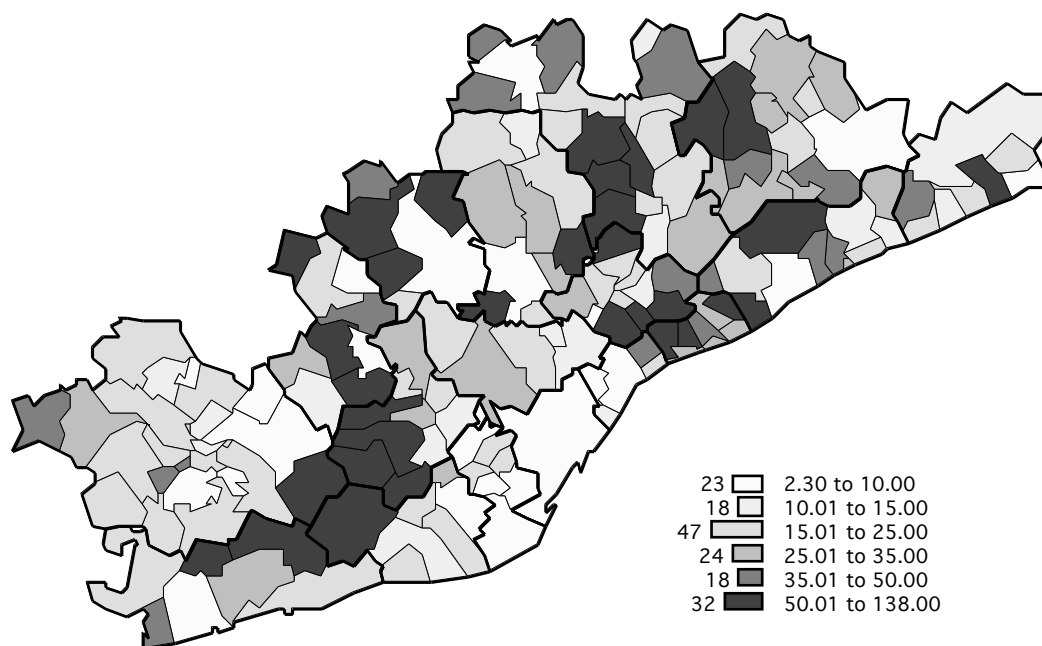 23 2.30 to 10.00
18 10.01 to 15.00
47 15.01 to 25.00
24 25.01 to 35.00
18 35.01 to 50.00
32 50.01 to 138.00